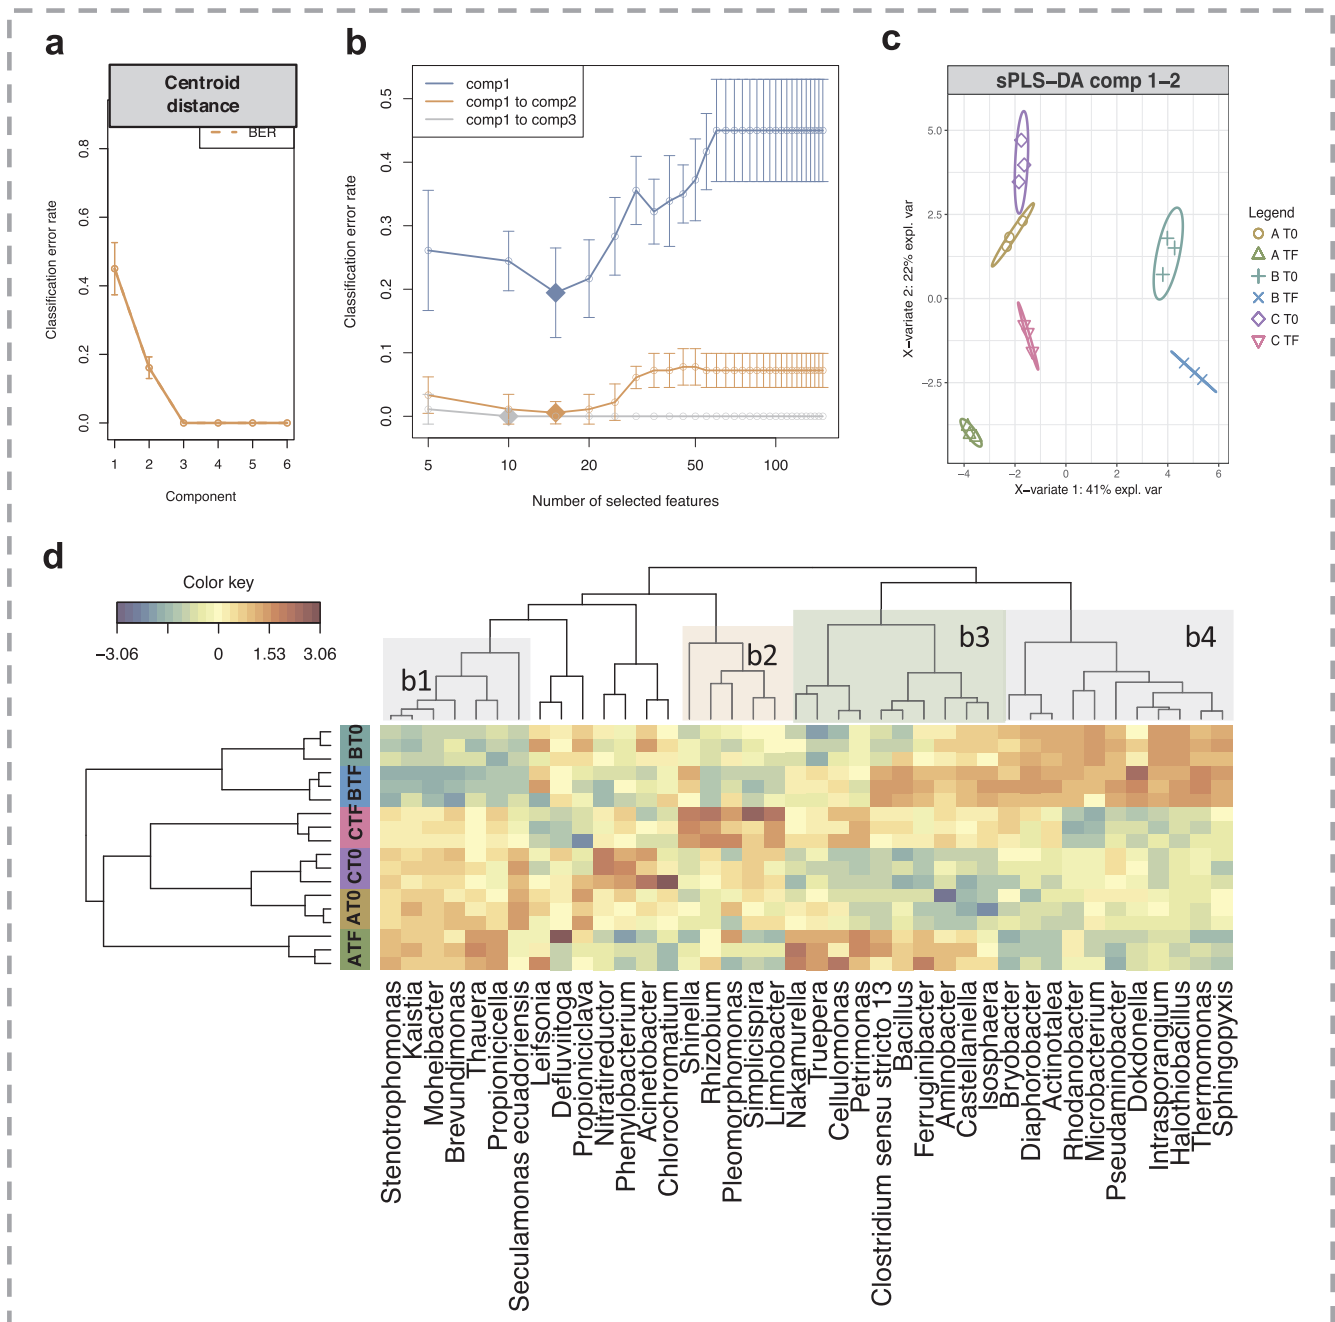 a
Centroid
distance
BER
Classification error rate
0.8
0.6
0.4
0.2
0.0
1 2 3 4 5 6
Component
b
comp1
comp1 to comp2
comp1 to comp3
Classification error rate
0.5
0.4
0.3
0.2
0.1
0.0
5 10 20 50 100
Number of selected features
c
sPLS–DA comp 1–2
X–variate 2: 22% expl. var
5.0
2.5
0.0
−2.5
−4 −2 0 2 4 6
X–variate 1: 41% expl. var
Legend
A T0
A TF
B T0
B TF
C T0
C TF
d
Color key
−3.06 0 1.53 3.06
b1
b2
b3
b4
BT0
BTF
CTF
CT0
AT0
ATF
Stenotrophomonas
Kaistia
Moheibacter
Brevundimonas
Thauera
Propionicicella
Seculamonas ecuadoriensis
Leifsonia
Defluviitoga
Propioniciclava
Nitratireductor
Phenylobacterium
Acinetobacter
Chlorochromatium
Shinella
Rhizobium
Pleomorphomonas
Simplicispira
Limnobacter
Nakamurella
Truepera
Cellulomonas
Petrimonas
Clostridium sensu stricto 13
Bacillus
Ferruginibacter
Aminobacter
Castellaniella
Isosphaera
Bryobacter
Diaphorobacter
Actinotalea
Rhodanobacter
Microbacterium
Pseudaminobacter
Dokdonella
Intrasporangium
Halothiobacillus
Thermomonas
Sphingopyxis